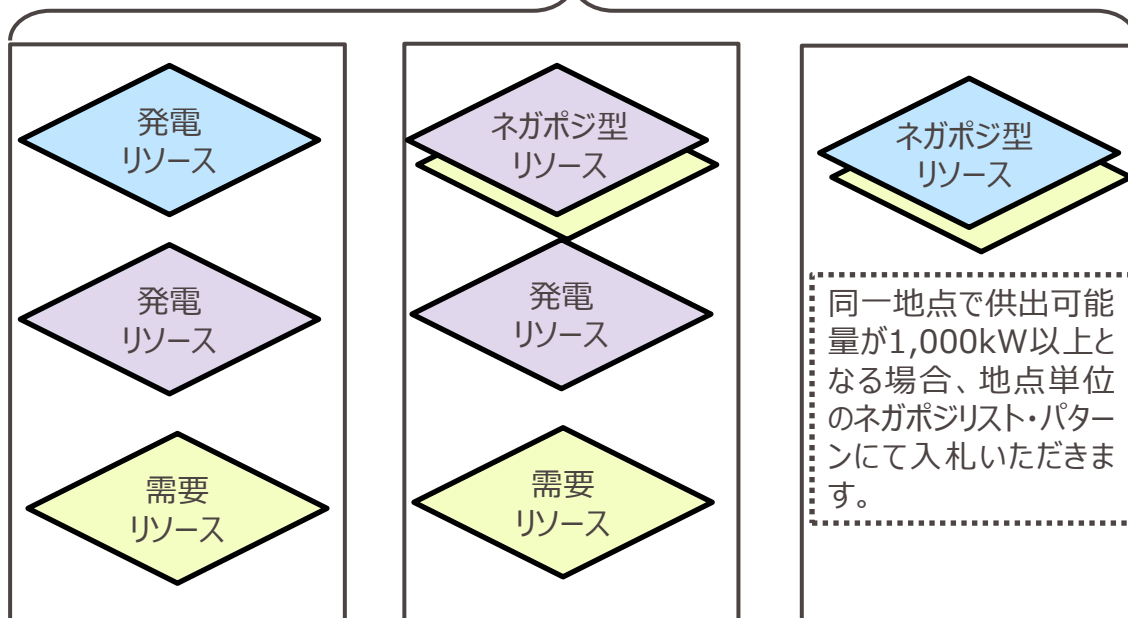 発電
リソース
発電
リソース
需要
リソース
ネガポジ型
リソース
発電
リソース
需要
リソース
ネガポジ型
リソース
同一地点で供出可能
量が1,000kW以上と
なる場合、地点単位
のネガポジリスト・パター
ンにて入札いただきま
す。